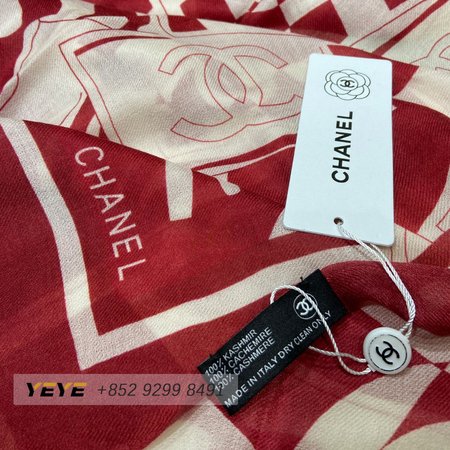 CHANEL
CHANEL
100% KASHMIR
100% CACHEMIRE
100% CASHMERE
MADE IN ITALY DRY CLEAN ONLY
YEYE +852 9299 8491